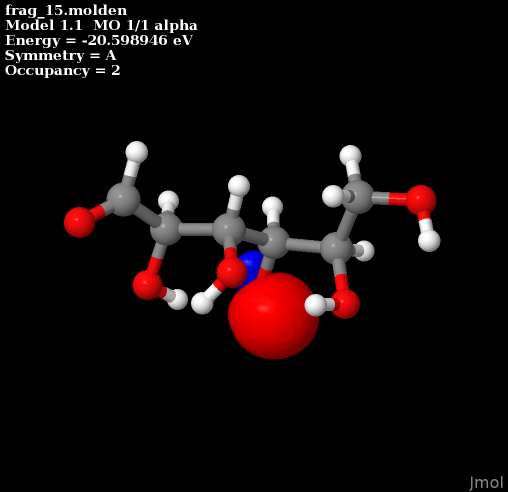 frag_15.molden
Model 1.1  MO 1/1 alpha
Energy = -20.598946 eV
Symmetry = A
Occupancy = 2
Jmol